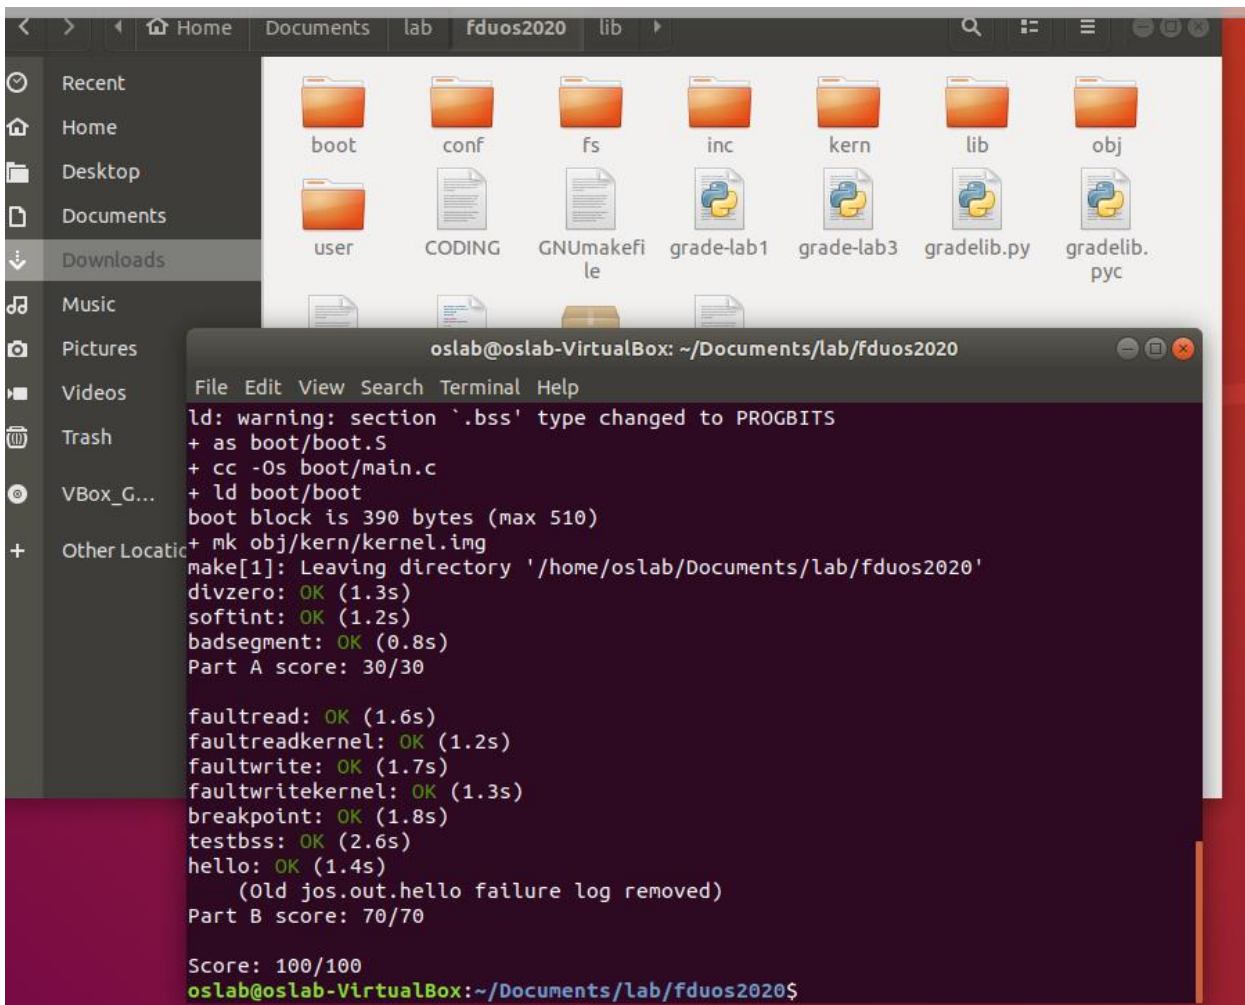 Home Documents lab fduos2020 lib
Recent
Home
Desktop
Documents
Downloads
Music
Pictures
Videos
Trash
VBox_G...
Other Locatio
boot conf fs inc kern lib obj
user CODING GNUmakefi
le grade-lab1 grade-lab3 gradelib.py gradelib.
pyc
oslab@oslab-VirtualBox: ~/Documents/lab/fduos2020
File Edit View Search Terminal Help
ld: warning: section `.bss' type changed to PROGBITS
+ as boot/boot.S
+ cc -Os boot/main.c
+ ld boot/boot
boot block is 390 bytes (max 510)
+ mk obj/kern/kernel.img
make[1]: Leaving directory '/home/oslab/Documents/lab/fduos2020'
divzero: OK (1.3s)
softint: OK (1.2s)
badsegment: OK (0.8s)
Part A score: 30/30
faultread: OK (1.6s)
faultreadkernel: OK (1.2s)
faultwrite: OK (1.7s)
faultwritekernel: OK (1.3s)
breakpoint: OK (1.8s)
testbss: OK (2.6s)
hello: OK (1.4s)
(Old jos.out.hello failure log removed)
Part B score: 70/70
Score: 100/100
oslab@oslab-VirtualBox:~/Documents/lab/fduos2020$